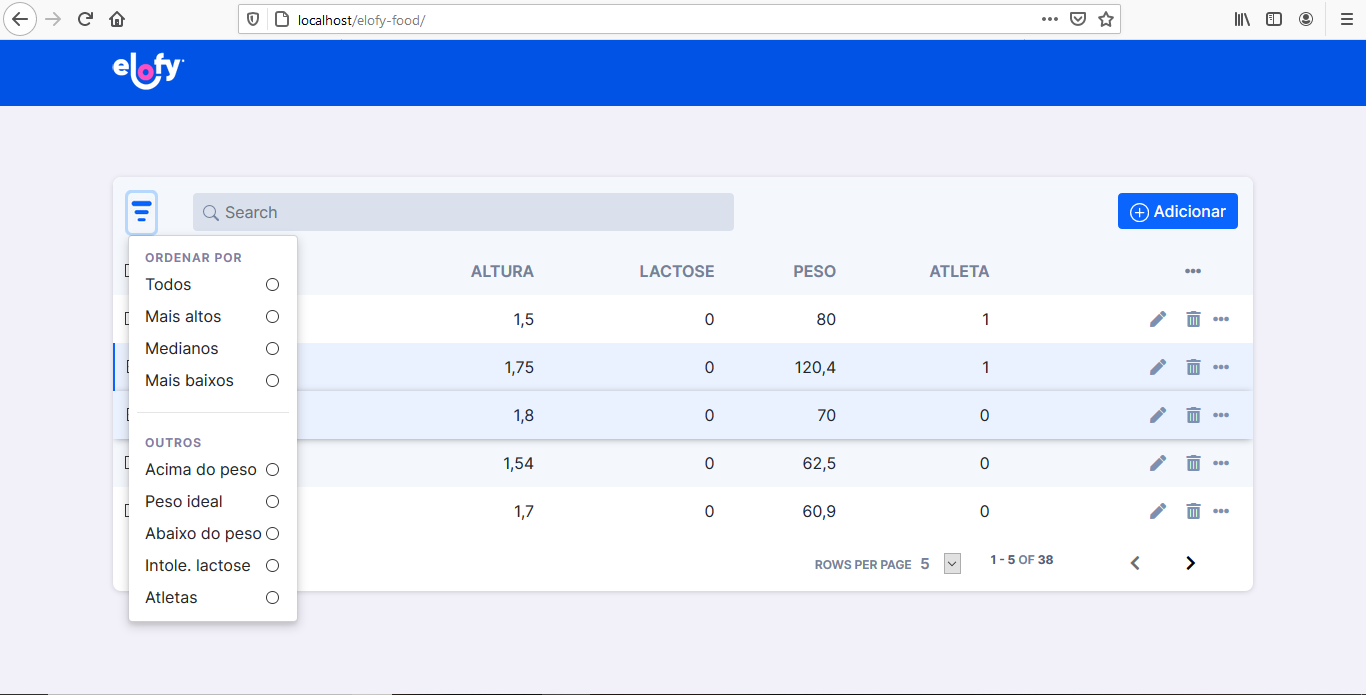 localhost/elofy-food/
elofy
Search
Adicionar
ORDENAR POR
Todos
Mais altos
Medianos
Mais baixos
OUTROS
Acima do peso
Peso ideal
Abaixo do peso
Intole. lactose
Atletas
ALTURA LACTOSE PESO ATLETA
1,5 0 80 1
1,75 0 120,4 1
1,8 0 70 0
1,54 0 62,5 0
1,7 0 60,9 0
ROWS PER PAGE 5 1 - 5 OF 38